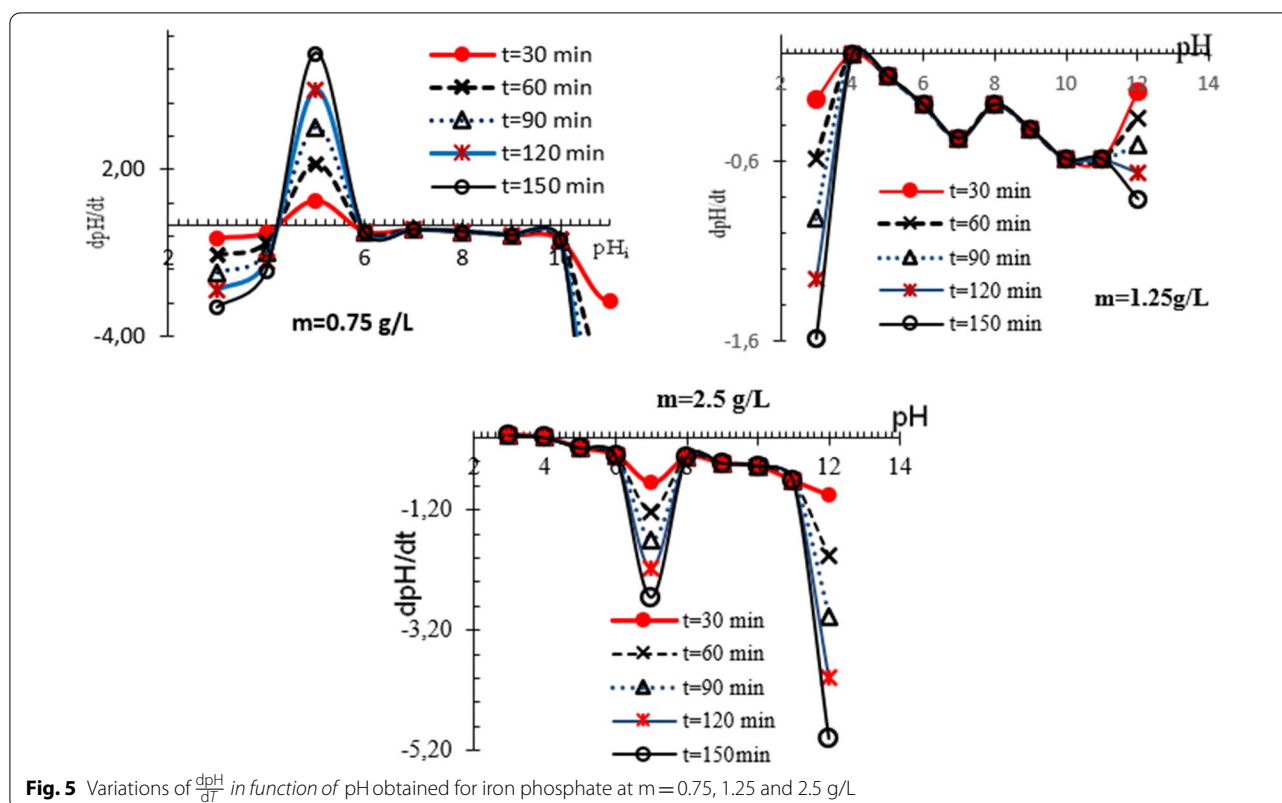 t=30 min
t=60 min
t=90 min
t=120 min
t=150 min
2,00
-4,00
dpH/dt
2 6 8 10
pHi
m=0.75 g/L
pH
2 4 6 8 10 12 14
-0,6
-1,6
dpH/dt
t=30 min
t=60 min
t=90 min
t=120 min
t=150 min
m=1.25g/L
m=2.5 g/L
pH
2 4 6 8 10 12 14
-1,20
-3,20
-5,20
dpH/dt
t=30 min
t=60 min
t=90 min
t=120 min
t=150min
Fig. 5 Variations of dpH/dT in function of pH obtained for iron phosphate at m = 0.75, 1.25 and 2.5 g/L